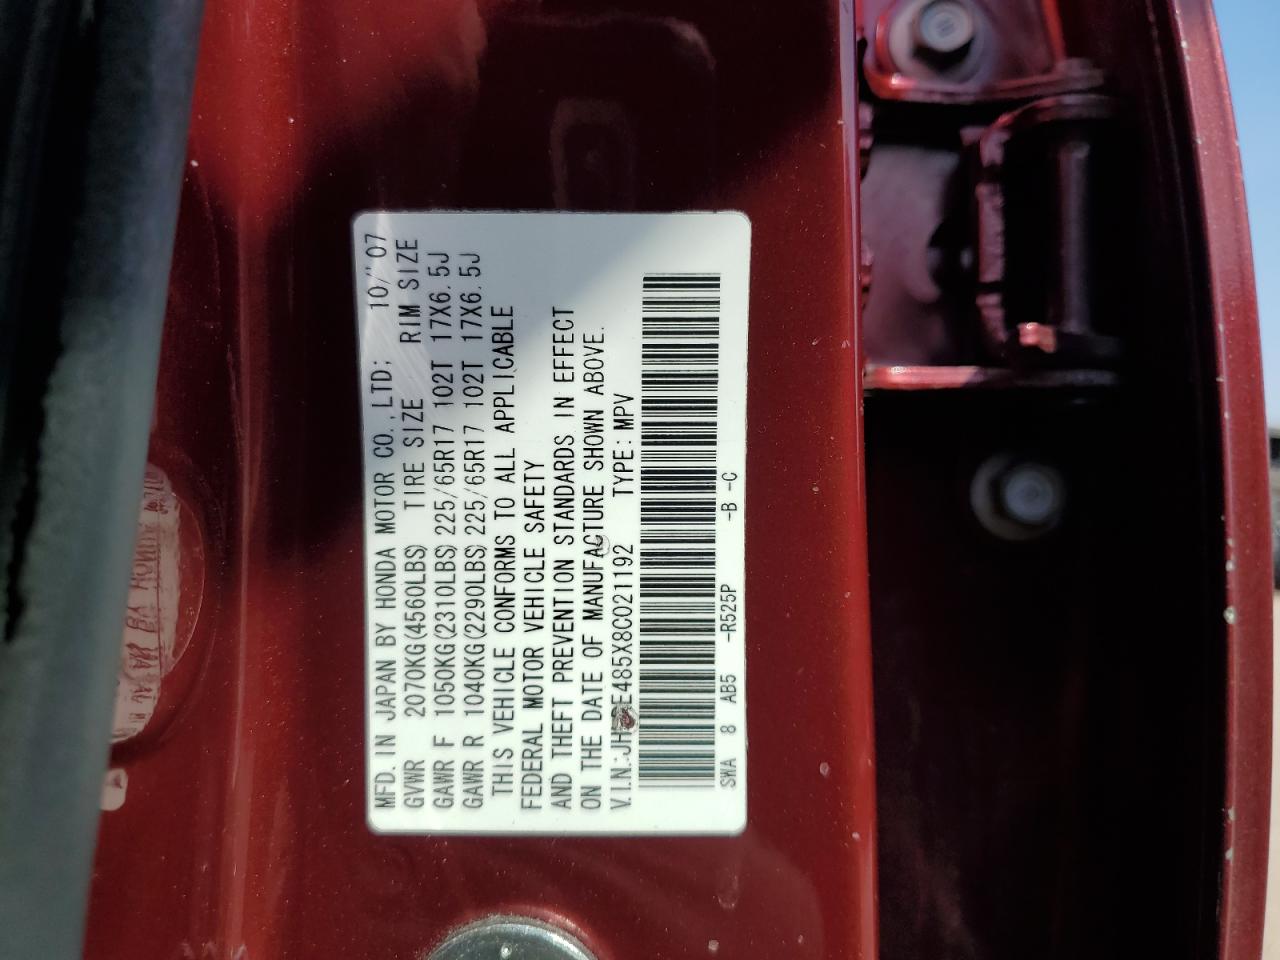 MFD. IN JAPAN BY HONDA MOTOR CO., LTD; 10/"07
GVWR 2070KG(4560LBS) TIRE SIZE RIM SIZE
GAWR F 1050KG(2310LBS) 225/65R17 102T 17X6.5J
GAWR R 1040KG(2290LBS) 225/65R17 102T 17X6.5J
THIS VEHICLE CONFORMS TO ALL APPLICABLE
FEDERAL MOTOR VEHICLE SAFETY
AND THEFT PREVENTION STANDARDS IN EFFECT
ON THE DATE OF MANUFACTURE SHOWN ABOVE.
V.I.N.: TYPE: MPV
SWA 8 AB5 -R525P -B -C